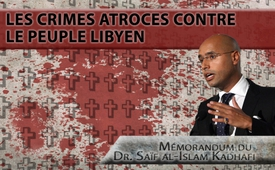 LES CRIMES ATROCES CONTRE
LE PEUPLE LIBYEN
MÉMORANDUM DU
DR. SAIF AL-ISLAM KADHAFI